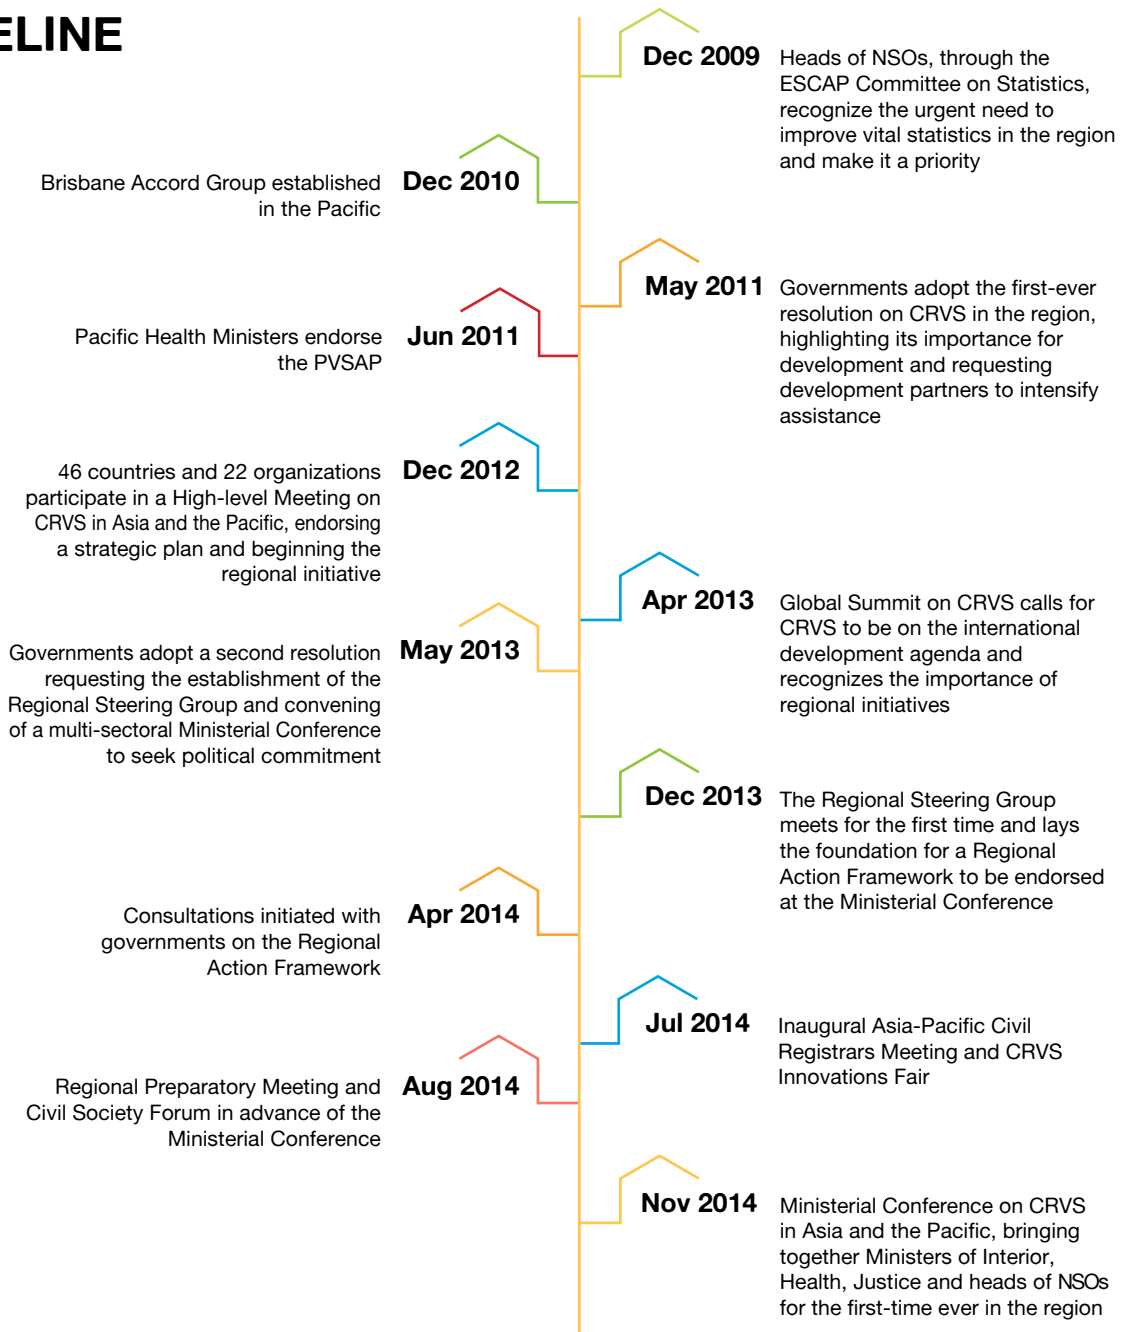 ELINE
Dec 2009
Heads of NSOs, through the
ESCAP Committee on Statistics,
recognize the urgent need to
improve vital statistics in the region
and make it a priority
Dec 2010
Brisbane Accord Group established
in the Pacific
May 2011
Governments adopt the first-ever
resolution on CRVS in the region,
highlighting its importance for
development and requesting
development partners to intensify
assistance
Jun 2011
Pacific Health Ministers endorse
the PVSAP
Dec 2012
46 countries and 22 organizations
participate in a High-level Meeting on
CRVS in Asia and the Pacific, endorsing
a strategic plan and beginning the
regional initiative
Apr 2013
Global Summit on CRVS calls for
CRVS to be on the international
development agenda and
recognizes the importance of
regional initiatives
May 2013
Governments adopt a second resolution
requesting the establishment of the
Regional Steering Group and convening
of a multi-sectoral Ministerial Conference
to seek political commitment
Dec 2013
The Regional Steering Group
meets for the first time and lays
the foundation for a Regional
Action Framework to be endorsed
at the Ministerial Conference
Apr 2014
Consultations initiated with
governments on the Regional
Action Framework
Jul 2014
Inaugural Asia-Pacific Civil
Registrars Meeting and CRVS
Innovations Fair
Aug 2014
Regional Preparatory Meeting and
Civil Society Forum in advance of the
Ministerial Conference
Nov 2014
Ministerial Conference on CRVS
in Asia and the Pacific, bringing
together Ministers of Interior,
Health, Justice and heads of NSOs
for the first-time ever in the region